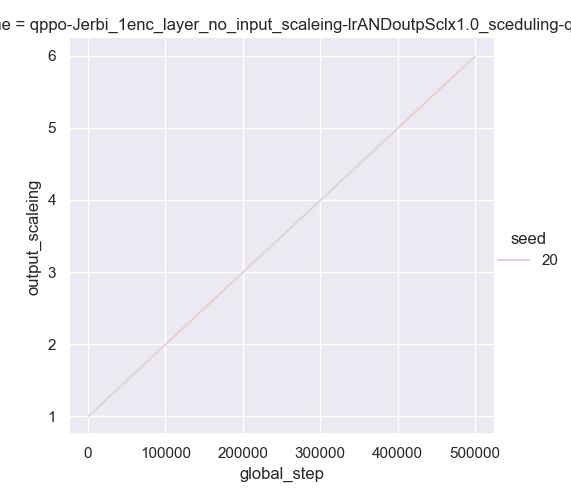 = qppo-Jerbi_1enc_layer_no_input_scaleing-lrANDoutpSclx1.0_sceduling-q
6
5
4
3
2
1
output_scaleing
0 100000 200000 300000 400000 500000
global_step
seed
20